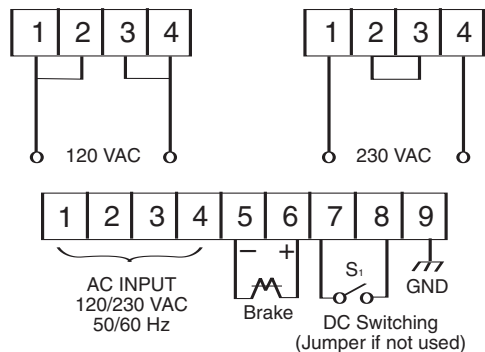 1 2 3 4
120 VAC
1 2 3 4
230 VAC
1 2 3 4 5 6 7 8 9
− +
AC INPUT
120/230 VAC
50/60 Hz
Brake
S1
DC Switching
(Jumper if not used)
GND